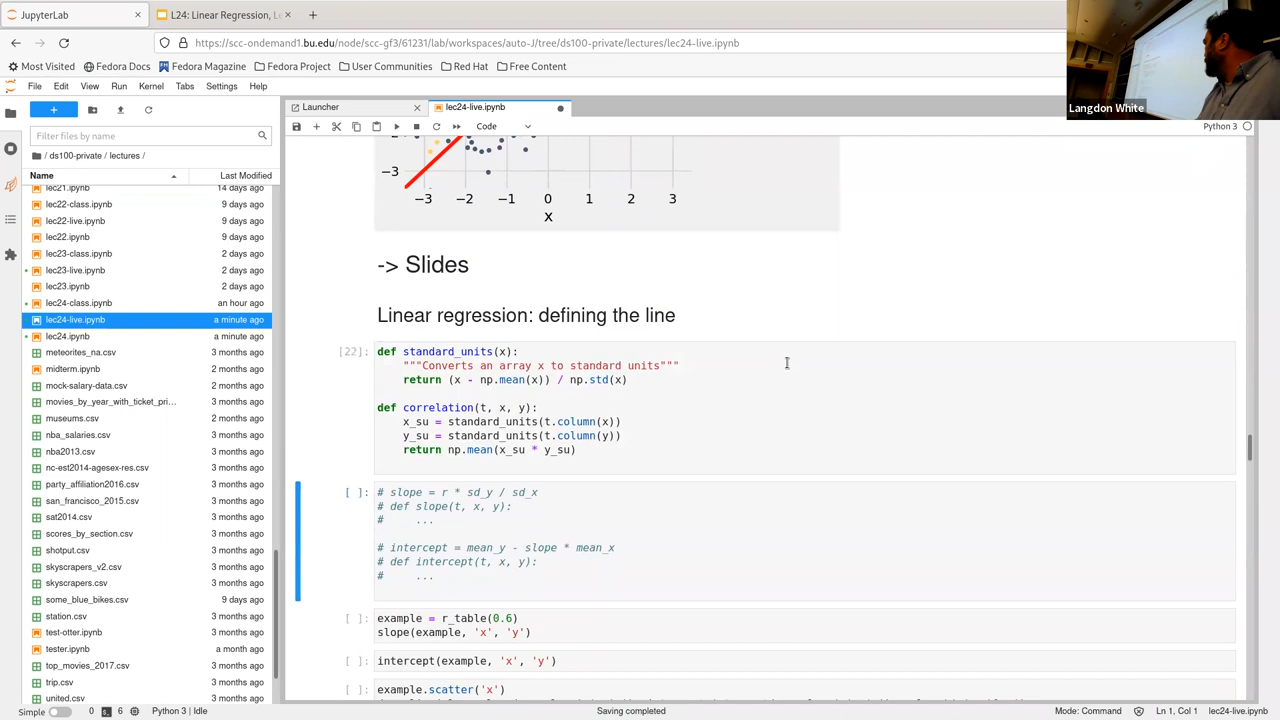 JupyterLab
L24: Linear Regression, Le
https://scc-ondemand1.bu.edu/node/scc-gf3/61231/lab/workspaces/auto-J/tree/ds100-private/lectures/lec24-live.ipynb
Most Visited
Fedora Docs
Fedora Magazine
Fedora Project
User Communities
Red Hat
Free Content
Langdon White
File
Edit
View
Run
Kernel
Tabs
Settings
Help
Launcher
lec24-live.ipynb
Code
Python 3
Filter files by name
/ ds100-private / lectures /
Name
Last Modified
lec21.ipynb 14 days ago
lec22-class.ipynb 9 days ago
lec22-live.ipynb 9 days ago
lec22.ipynb 9 days ago
lec23-class.ipynb 2 days ago
lec23-live.ipynb 2 days ago
lec23.ipynb 2 days ago
lec24-class.ipynb an hour ago
lec24-live.ipynb a minute ago
lec24.ipynb a minute ago
meteorites_na.csv 3 months ago
midterm.ipynb a month ago
mock-salary-data.csv 3 months ago
movies_by_year_with_ticket_pri... 3 months ago
museums.csv 2 months ago
nba_salaries.csv 3 months ago
nba2013.csv 3 months ago
nc-est2014-agesex-res.csv 3 months ago
party_affiliation2016.csv 3 months ago
san_francisco_2015.csv 3 months ago
sat2014.csv 3 months ago
scores_by_section.csv 3 months ago
shotput.csv 3 months ago
skyscrapers_v2.csv 3 months ago
skyscrapers.csv 3 months ago
some_blue_bikes.csv 9 days ago
station.csv 3 months ago
test-otter.ipynb 3 months ago
tester.ipynb a month ago
top_movies_2017.csv 3 months ago
trip.csv 3 months ago
united.csv 3 months ago
−3
−3 −2 −1 0 1 2 3
x
-> Slides
Linear regression: defining the line
[22]: def standard_units(x):
"""Converts an array x to standard units"""
return (x - np.mean(x)) / np.std(x)
def correlation(t, x, y):
x_su = standard_units(t.column(x))
y_su = standard_units(t.column(y))
return np.mean(x_su * y_su)
[ ]: # slope = r * sd_y / sd_x
# def slope(t, x, y):
# ...
# intercept = mean_y - slope * mean_x
# def intercept(t, x, y):
# ...
[ ]: example = r_table(0.6)
slope(example, 'x', 'y')
[ ]: intercept(example, 'x', 'y')
[ ]: example.scatter('x')
Simple
0
6
Python 3 | Idle
Saving completed
Mode: Command
Ln 1, Col 1
lec24-live.ipynb